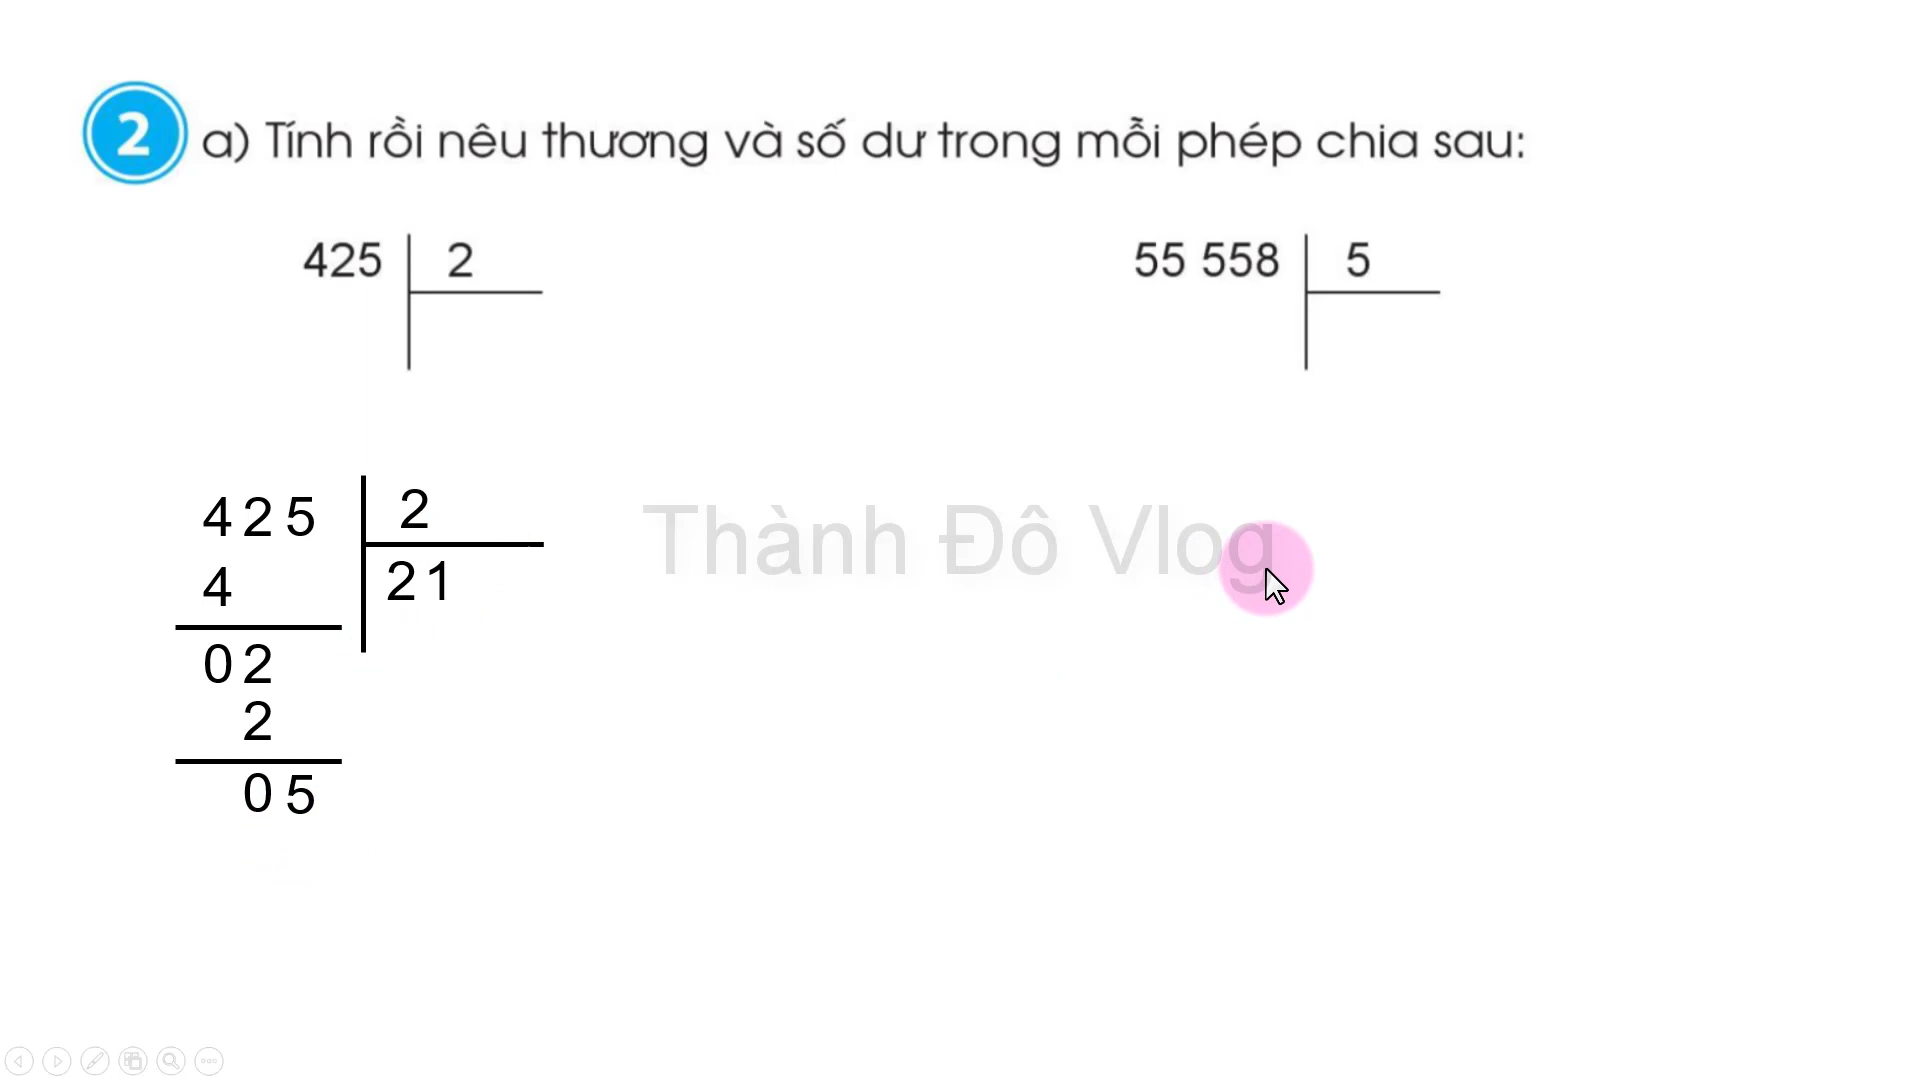 2 a) Tính rồi nêu thương và số dư trong mỗi phép chia sau:
425 2
55 558 5
425 2
4 21
02
2
05
Thành Đô Vlog